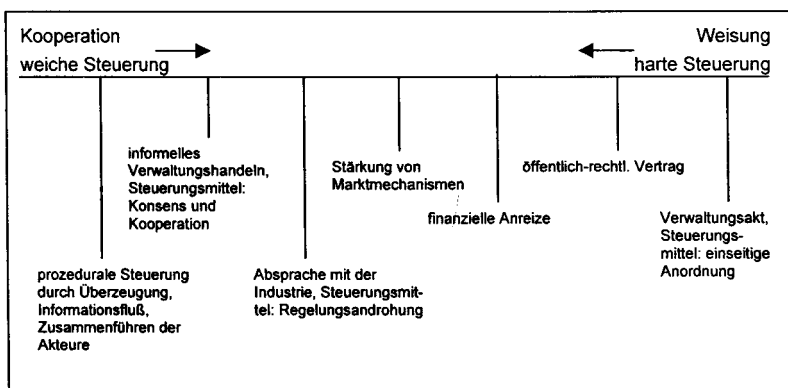 Kooperation
weiche Steuerung
Weisung
harte Steuerung
informelles
Verwaltungshandeln,
Steuerungsmittel:
Konsens und
Kooperation
Stärkung von
Marktmechanismen
öffentlich-rechtl. Vertrag
finanzielle Anreize
Verwaltungsakt,
Steuerungs-
mittel: einseitige
Anordnung
prozedurale Steuerung
durch Überzeugung,
Informationsfluß,
Zusammenführen der
Akteure
Absprache mit der
Industrie, Steuerungsmit-
tel: Regelungsandrohung